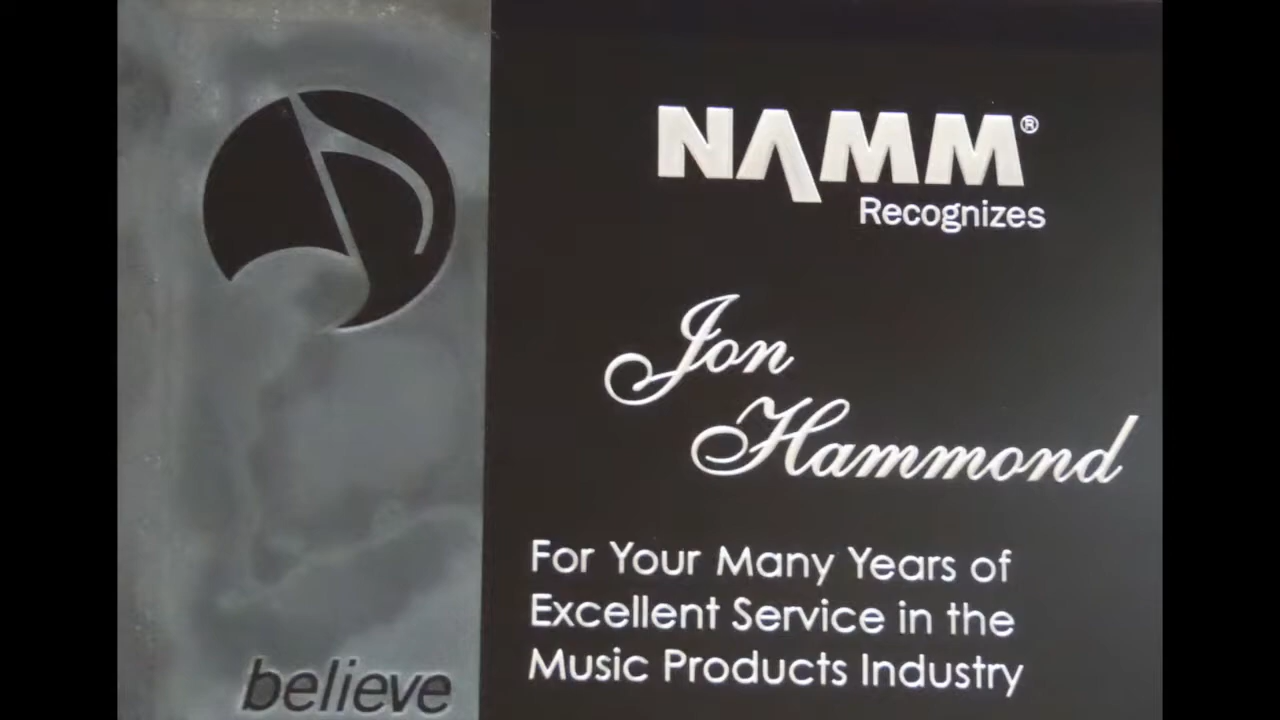 NAMM®
Recognizes
Jon
Hammond
For Your Many Years of
Excellent Service in the
Music Products Industry
believe